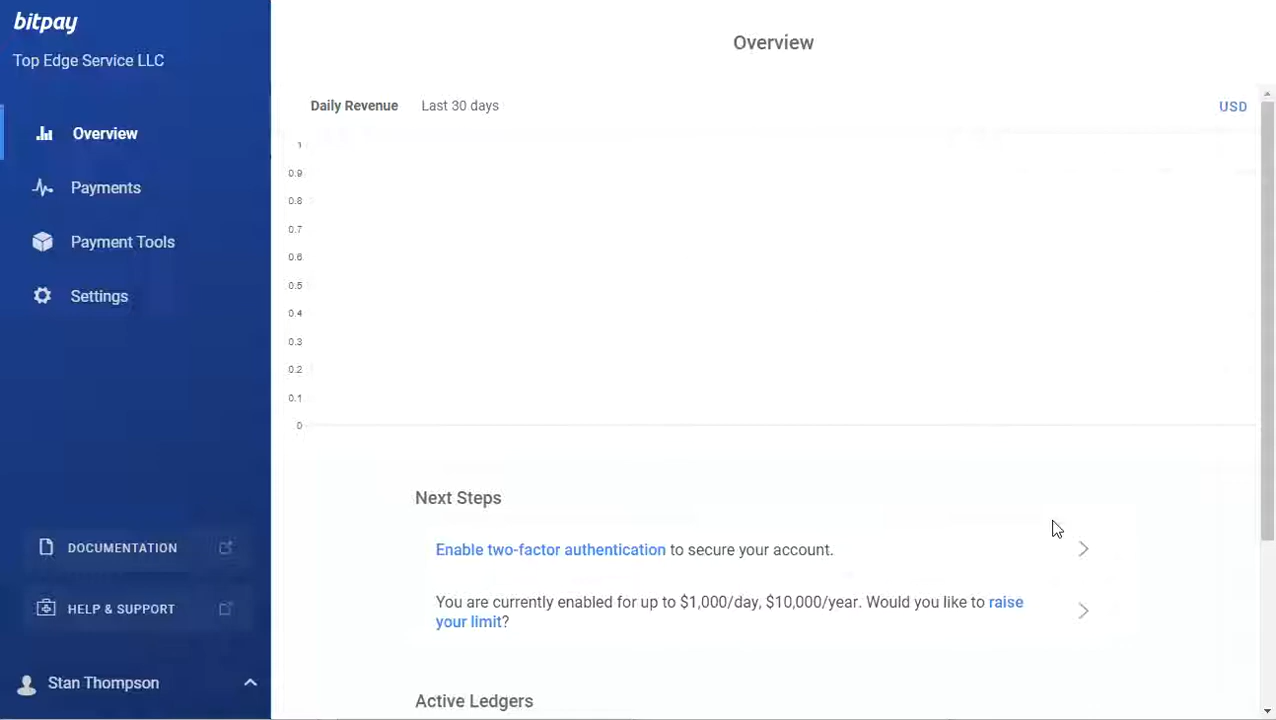 bitpay
Top Edge Service LLC
Overview
Payments
Payment Tools
Settings
DOCUMENTATION
HELP & SUPPORT
Stan Thompson
Overview
Daily Revenue Last 30 days USD
1
0.9
0.8
0.7
0.6
0.5
0.4
0.3
0.2
0.1
0
Next Steps
Enable two-factor authentication to secure your account.
You are currently enabled for up to $1,000/day, $10,000/year. Would you like to raise
your limit?
Active Ledgers